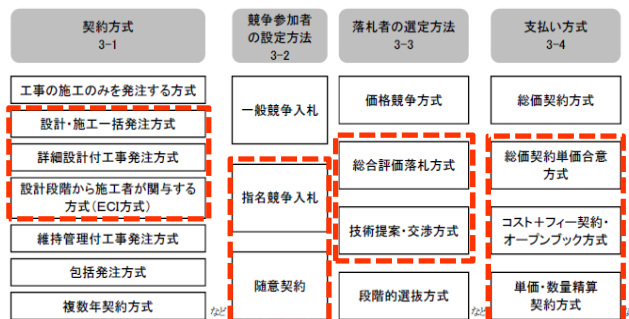 契約方式
3-1
競争参加者
の設定方法
3-2
落札者の選定方法
3-3
支払い方式
3-4
工事の施工のみを発注する方式
設計・施工一括発注方式
詳細設計付工事発注方式
設計段階から施工者が関与する
方式(ECI方式)
維持管理付工事発注方式
包括発注方式
複数年契約方式
など
一般競争入札
指名競争入札
随意契約
価格競争方式
総合評価落札方式
技術提案・交渉方式
段階的選抜方式
など
総価契約方式
総価契約単価合意
方式
コスト+フィー契約・
オープンブック方式
単価・数量精算
契約方式